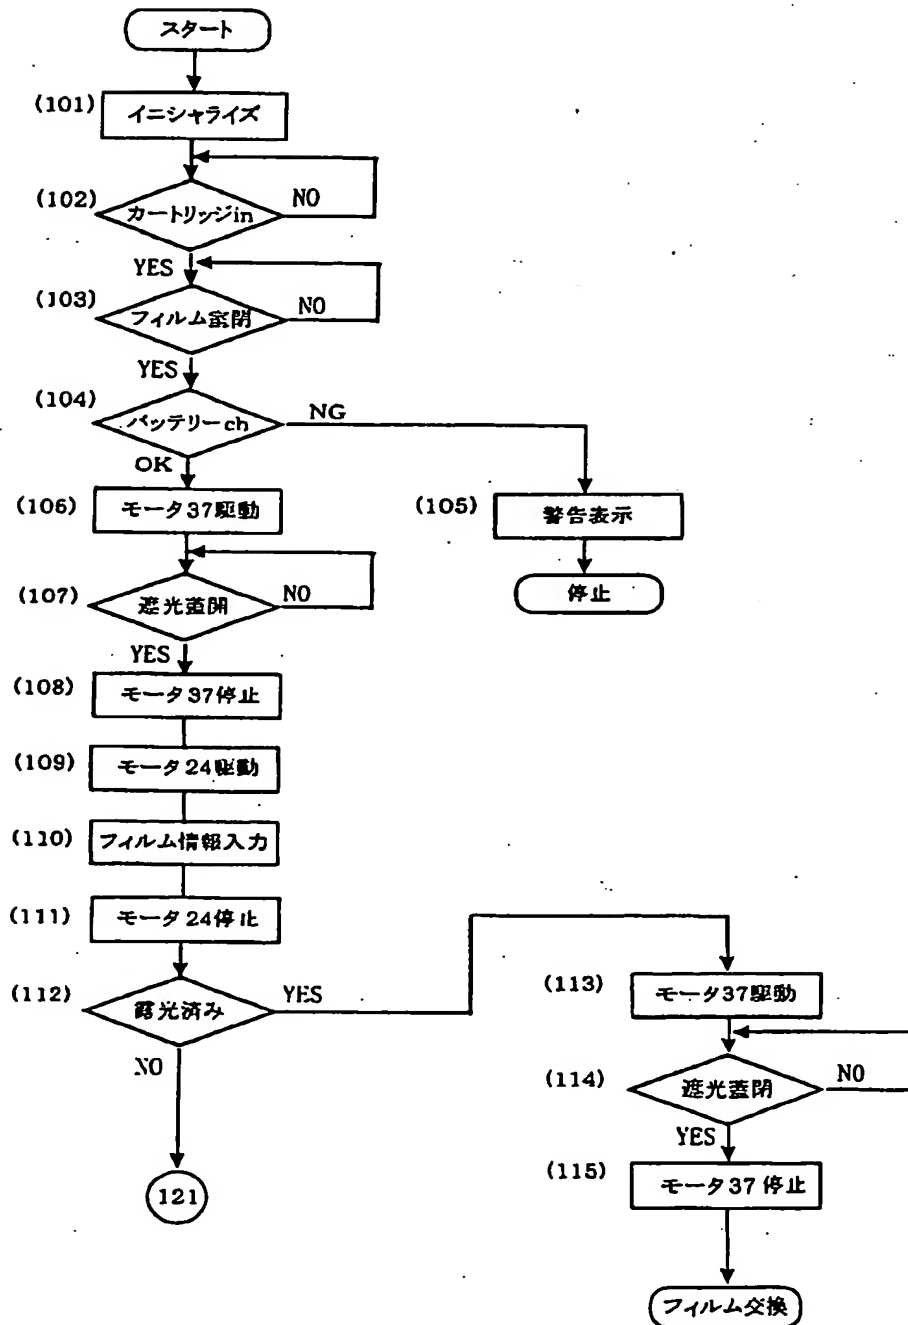 スタート
(101)
イニシャライズ
(102)
カートリッジin
NO
YES
(103)
フィルム室閉
NO
YES
(104)
バッテリーch
NG
OK
(106)
モータ37駆動
(105)
警告表示
停止
(107)
遮光蓋開
NO
YES
(108)
モータ37停止
(109)
モータ24駆動
(110)
フィルム情報入力
(111)
モータ24停止
(112)
露光済み
YES
NO
121
(113)
モータ37駆動
(114)
遮光蓋閉
NO
YES
(115)
モータ37停止
フィルム交換